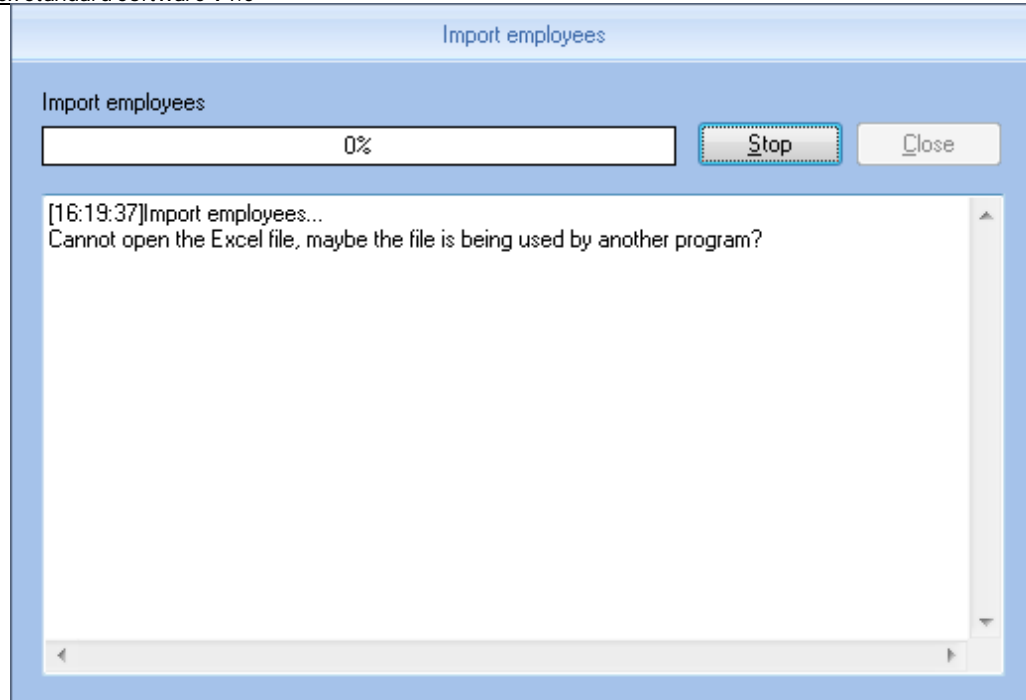 Import employees
Import employees
0%
Stop
Close
[16:19:37]Import employees...
Cannot open the Excel file, maybe the file is being used by another program?